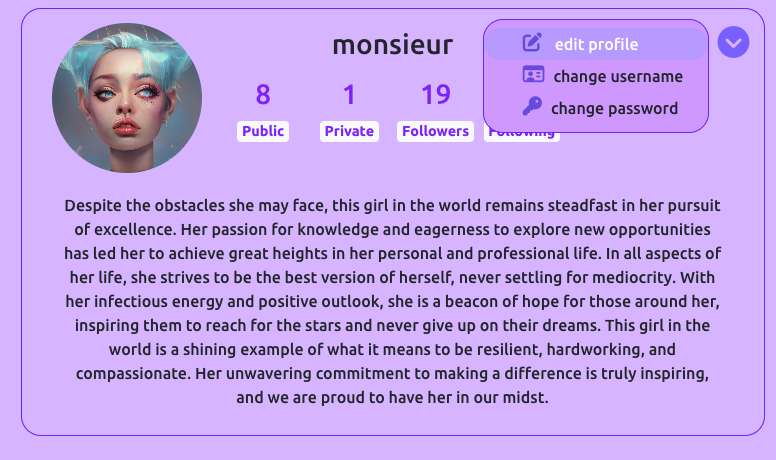 monsieur
edit profile
change username
change password
8
1
19
Public
Private
Followers
Following
Despite the obstacles she may face, this girl in the world remains steadfast in her pursuit
of excellence. Her passion for knowledge and eagerness to explore new opportunities
has led her to achieve great heights in her personal and professional life. In all aspects of
her life, she strives to be the best version of herself, never settling for mediocrity. With
her infectious energy and positive outlook, she is a beacon of hope for those around her,
inspiring them to reach for the stars and never give up on their dreams. This girl in the
world is a shining example of what it means to be resilient, hardworking, and
compassionate. Her unwavering commitment to making a difference is truly inspiring,
and we are proud to have her in our midst.